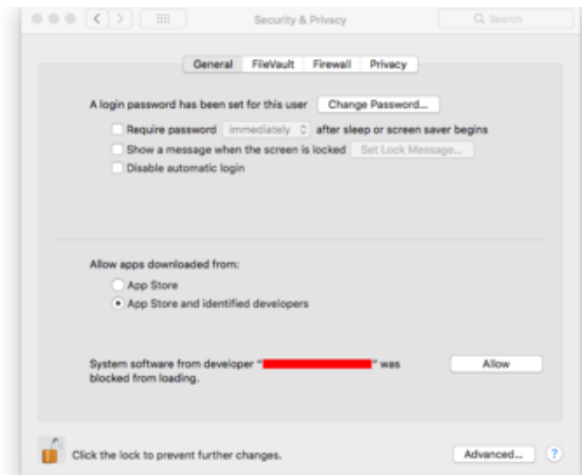 Security & Privacy
Search
General FileVault Firewall Privacy
A login password has been set for this user Change Password...
Require password immediately after sleep or screen saver begins
Show a message when the screen is locked Set Lock Message...
Disable automatic login
Allow apps downloaded from:
App Store
App Store and identified developers
System software from developer " " was Allow
blocked from loading.
Click the lock to prevent further changes. Advanced... ?